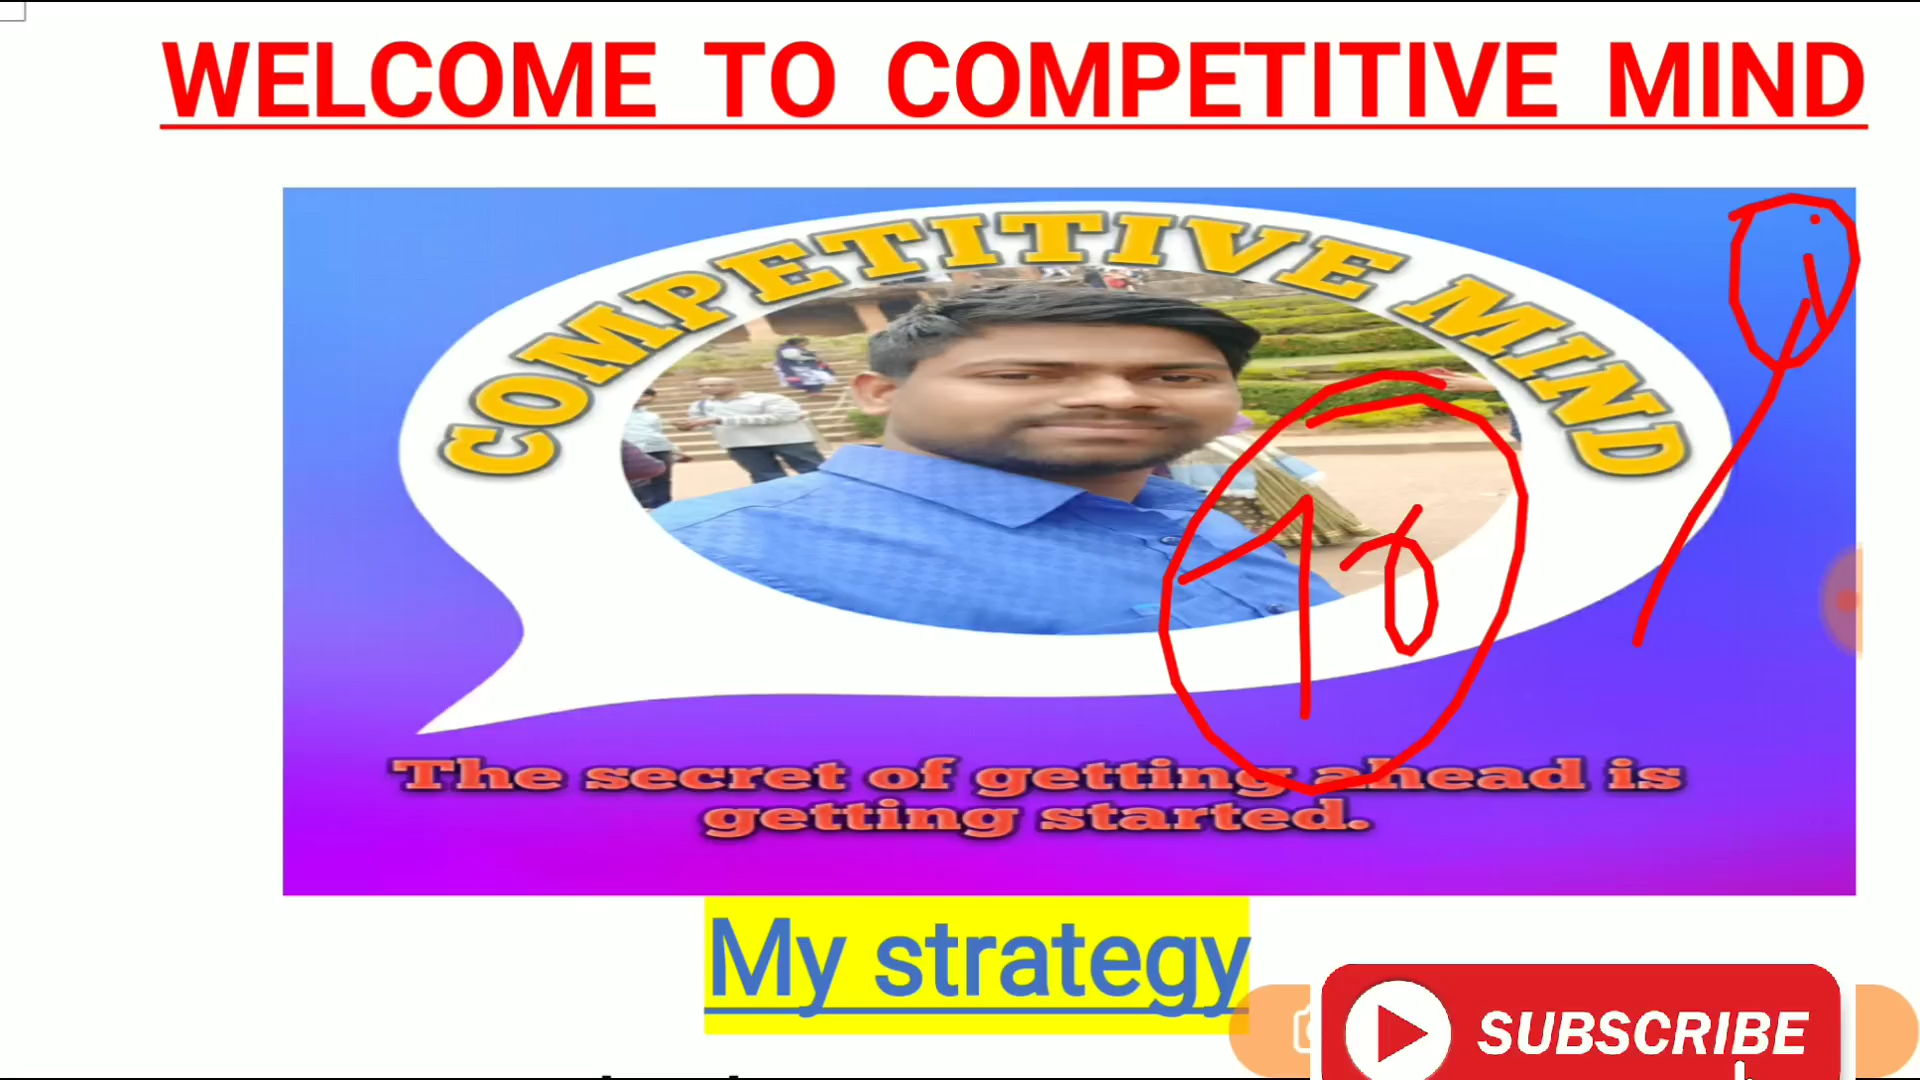 WELCOME TO COMPETITIVE MIND
COMPETITIVE MIND
10
i
The secret of getting ahead is
getting started.
My strategy
SUBSCRIBE